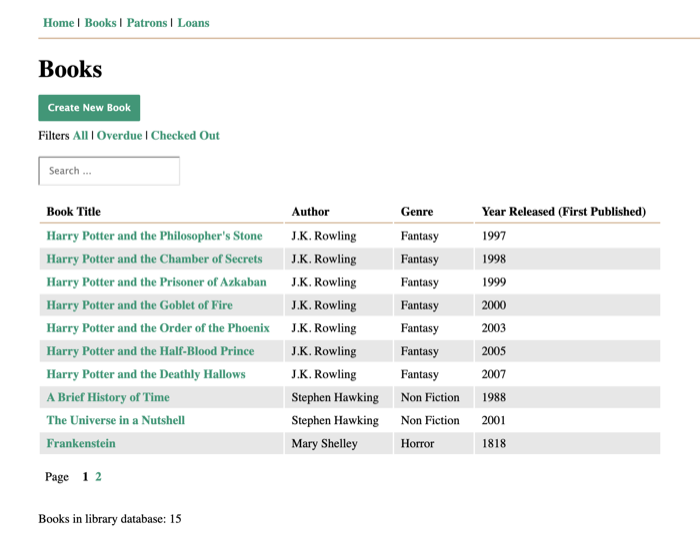 Home | Books | Patrons | Loans
Books
Create New Book
Filters All | Overdue | Checked Out
Search ...
Book Title Author Genre Year Released (First Published)
Harry Potter and the Philosopher's Stone J.K. Rowling Fantasy 1997
Harry Potter and the Chamber of Secrets J.K. Rowling Fantasy 1998
Harry Potter and the Prisoner of Azkaban J.K. Rowling Fantasy 1999
Harry Potter and the Goblet of Fire J.K. Rowling Fantasy 2000
Harry Potter and the Order of the Phoenix J.K. Rowling Fantasy 2003
Harry Potter and the Half-Blood Prince J.K. Rowling Fantasy 2005
Harry Potter and the Deathly Hallows J.K. Rowling Fantasy 2007
A Brief History of Time Stephen Hawking Non Fiction 1988
The Universe in a Nutshell Stephen Hawking Non Fiction 2001
Frankenstein Mary Shelley Horror 1818
Page 1 2
Books in library database: 15